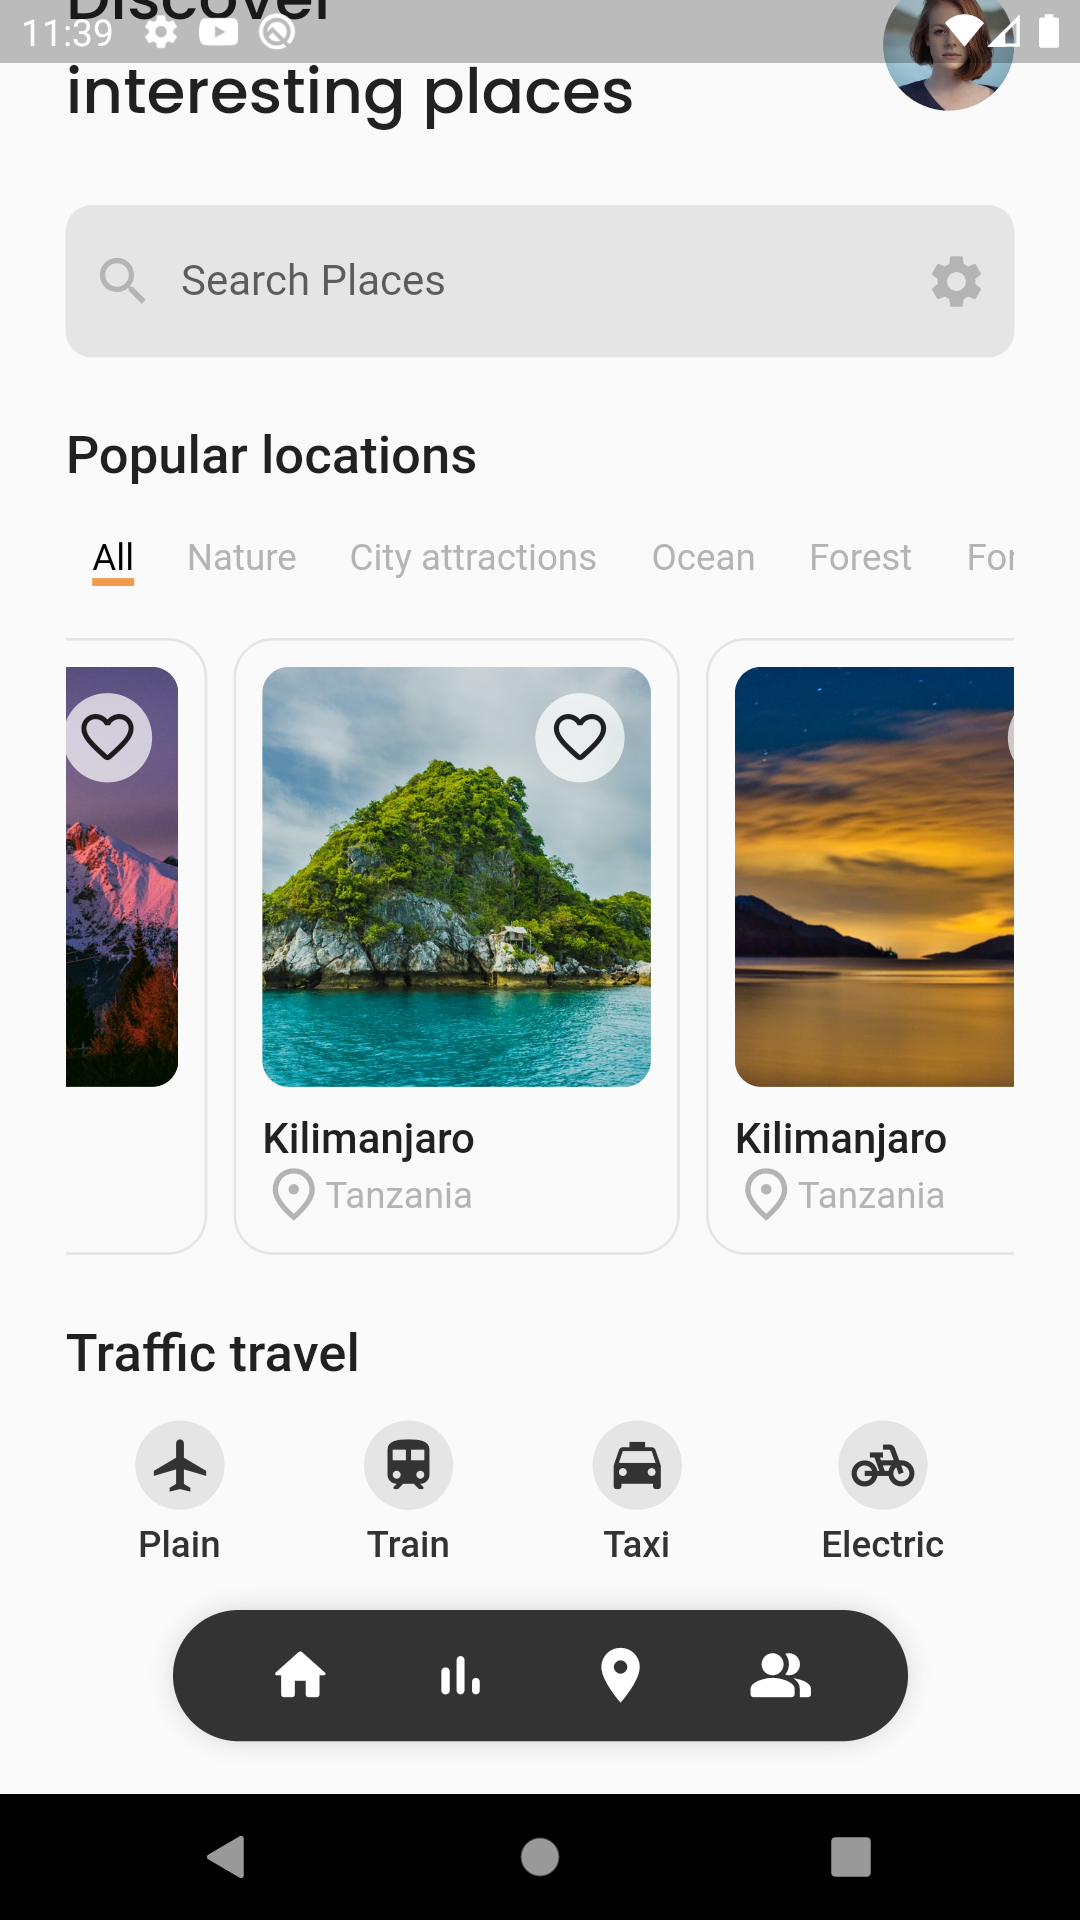 11:39
Discover
interesting places
Search Places
Popular locations
All Nature City attractions Ocean Forest For
Kilimanjaro Kilimanjaro
Tanzania Tanzania
Traffic travel
Plain Train Taxi Electric